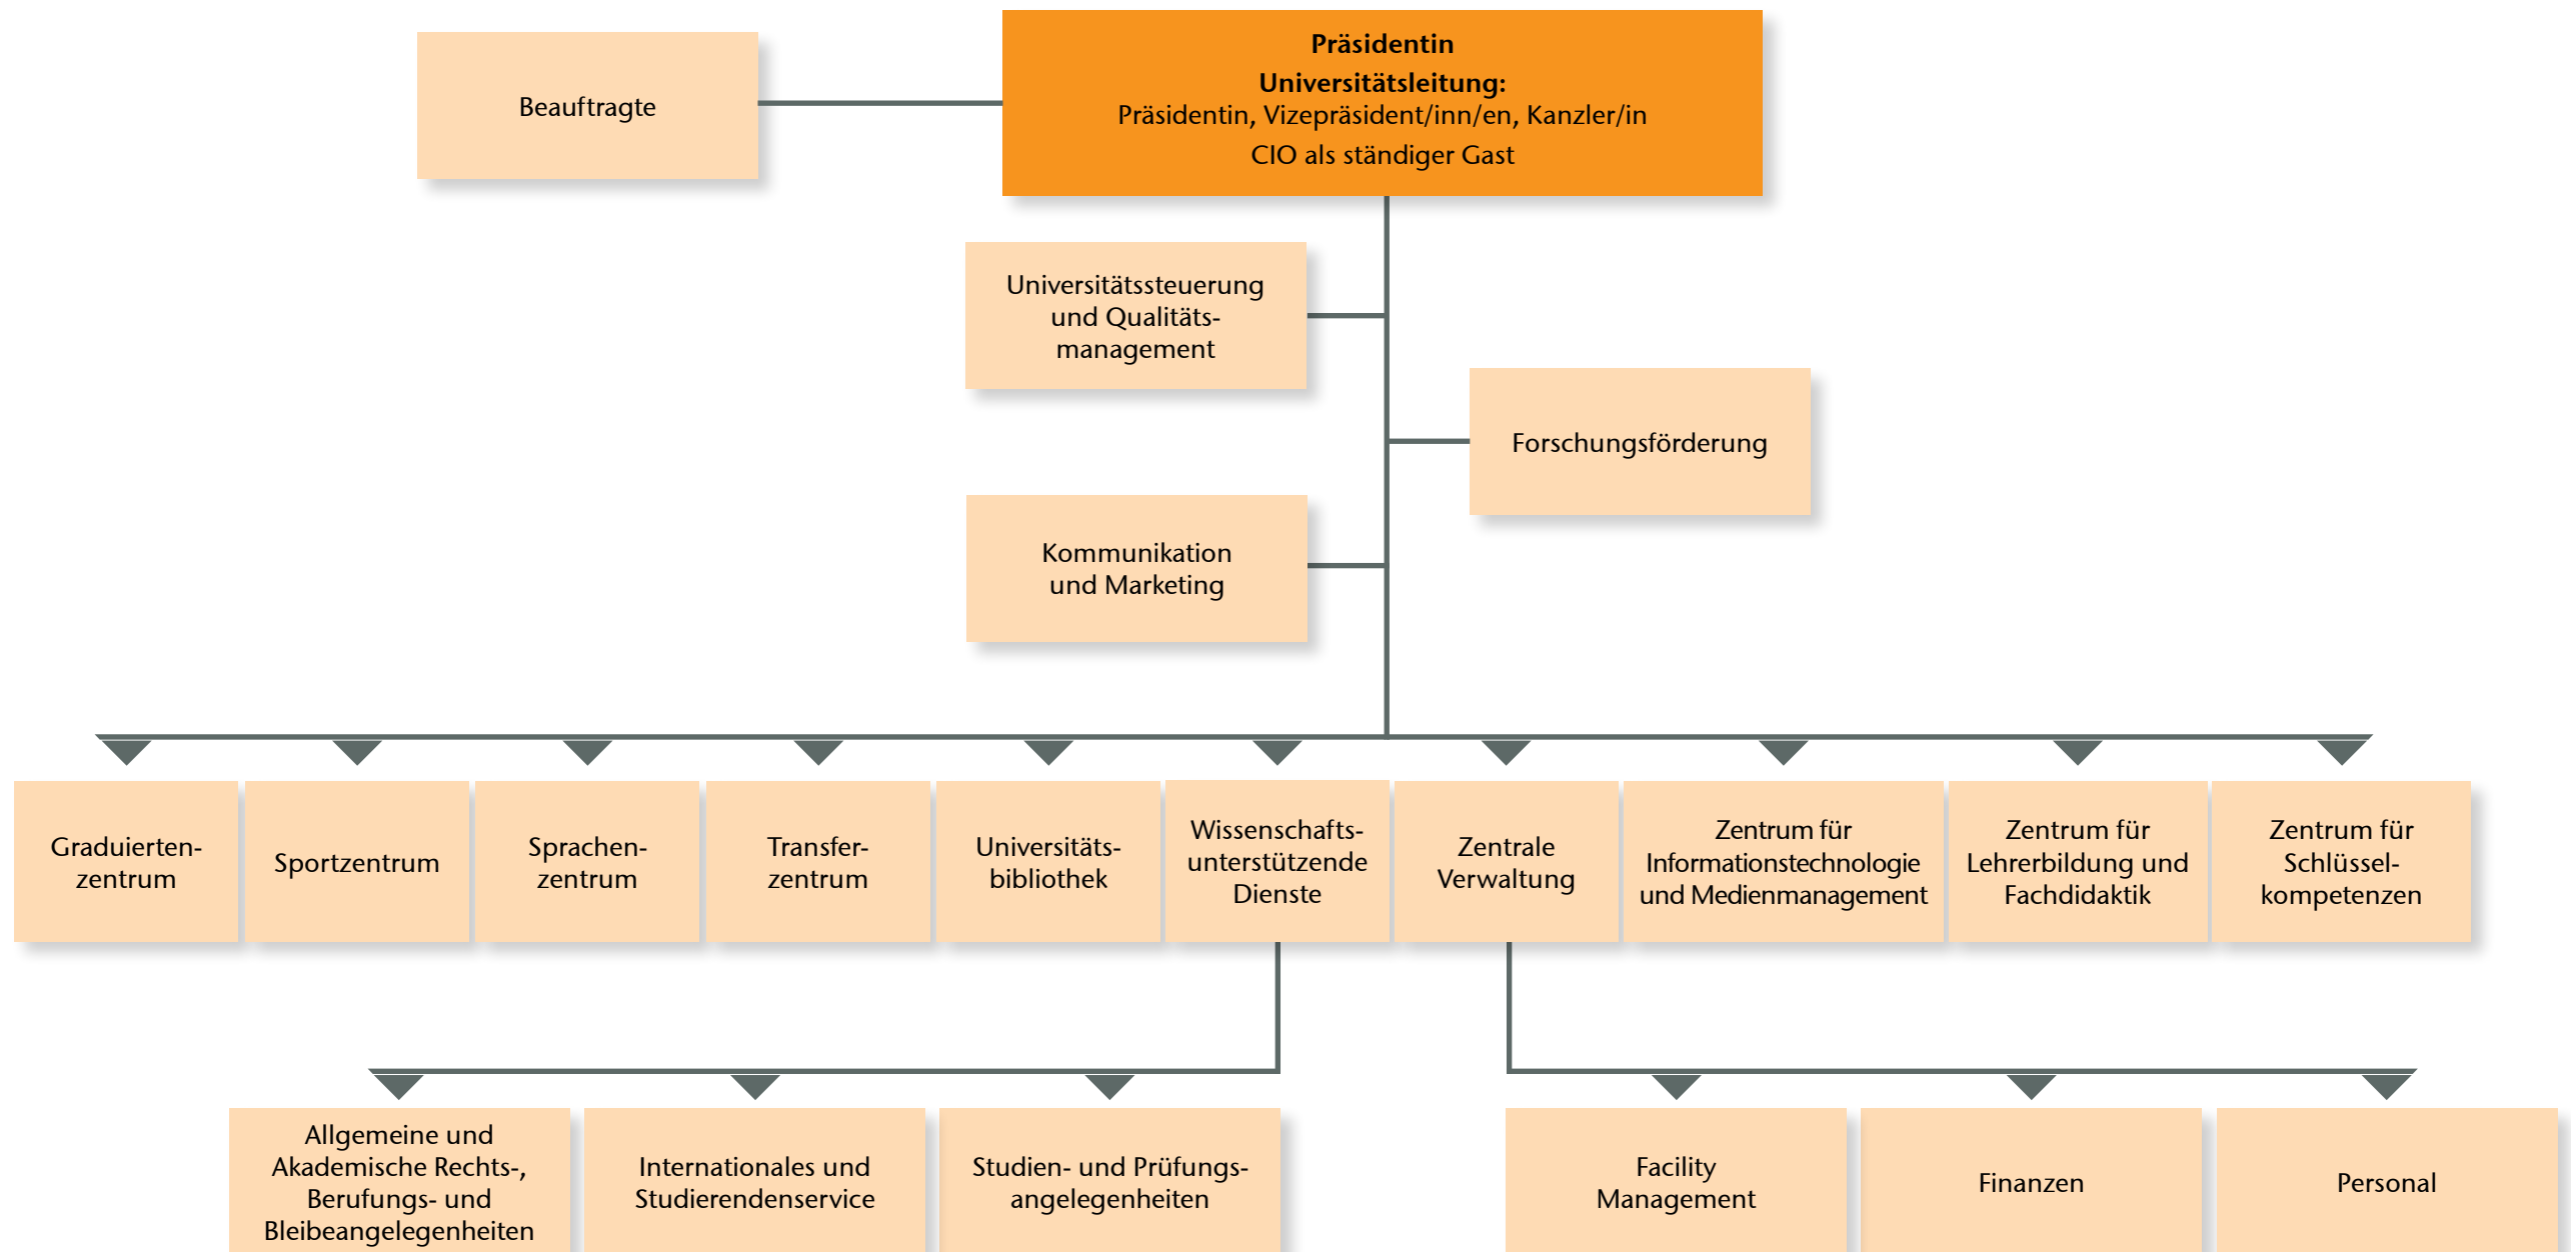 Beauftragte
Präsidentin
Universitätsleitung:
Präsidentin, Vizepräsident/inn/en, Kanzler/in
CIO als ständiger Gast
Universitätssteuerung
und Qualitäts-
management
Forschungsförderung
Kommunikation
und Marketing
Graduierten-
zentrum
Sportzentrum
Sprachen-
zentrum
Transfer-
zentrum
Universitäts-
bibliothek
Wissenschafts-
unterstützende
Dienste
Zentrale
Verwaltung
Zentrum für
Informationstechnologie
und Medienmanagement
Zentrum für
Lehrerbildung und
Fachdidaktik
Zentrum für
Schlüssel-
kompetenzen
Allgemeine und
Akademische Rechts-,
Berufungs- und
Bleibeangelegenheiten
Internationales und
Studierendenservice
Studien- und Prüfungs-
angelegenheiten
Facility
Management
Finanzen
Personal